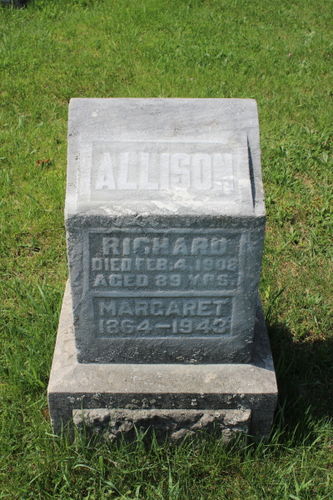 ALLISON
RICHARD
DIED FEB. 4, 1908
AGED 89 YRS.
MARGARET
1864–1943